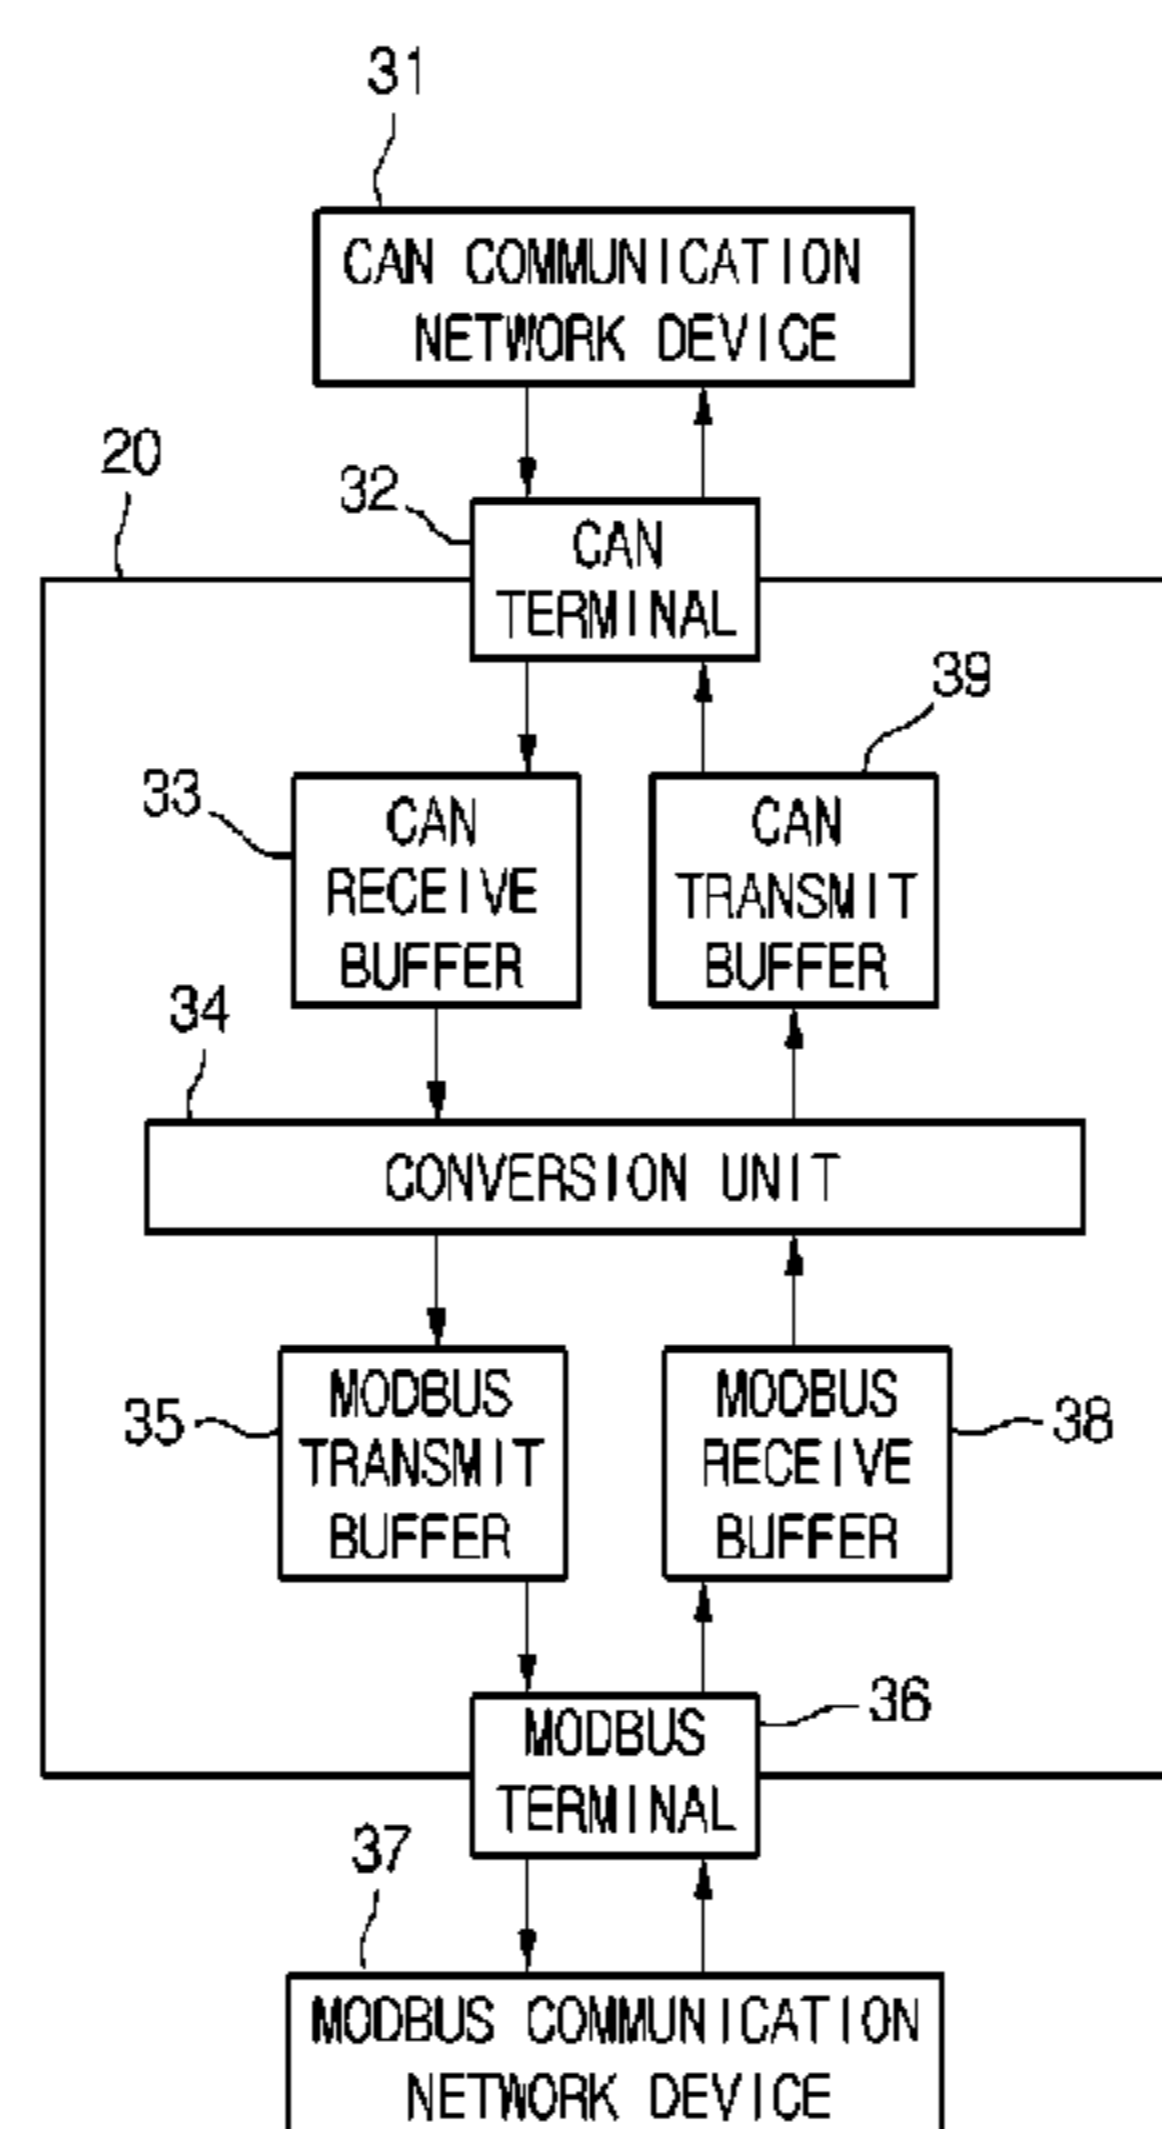 31
CAN COMMUNICATION
NETWORK DEVICE
20
32
CAN
TERMINAL
39
33
CAN
RECEIVE
BUFFER
CAN
TRANSMIT
BUFFER
34
CONVERSION UNIT
35
MODBUS
TRANSMIT
BUFFER
MODBUS
RECEIVE
BUFFER
38
36
MODBUS
TERMINAL
37
MODBUS COMMUNICATION
NETWORK DEVICE